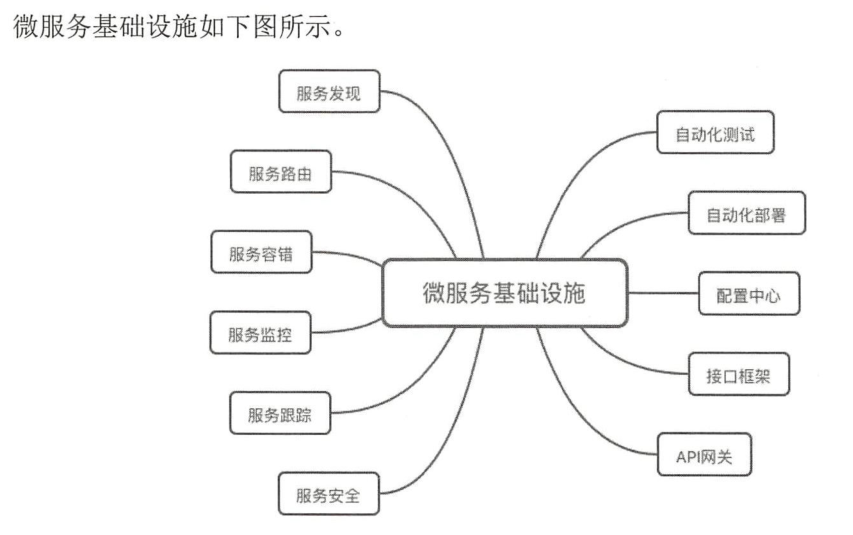 微服务基础设施如下图所示。
服务发现
服务路由
服务容错
服务监控
服务跟踪
服务安全
微服务基础设施
自动化测试
自动化部署
配置中心
接口框架
API网关